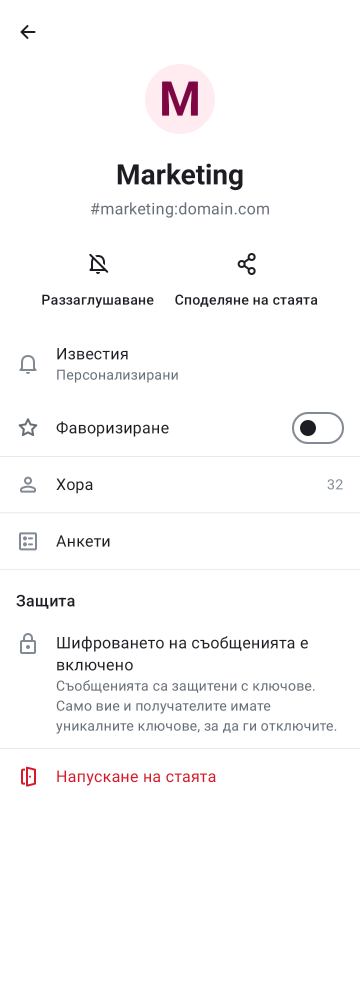 M
Marketing
#marketing:domain.com
Раззаглушаване
Споделяне на стаята
Известия
Персонализирани
Фаворизиране
Хора
32
Анкети
Защита
Шифроването на съобщенията е
включено
Съобщенията са защитени с ключове.
Само вие и получателите имате
уникалните ключове, за да ги отключите.
Напускане на стаята